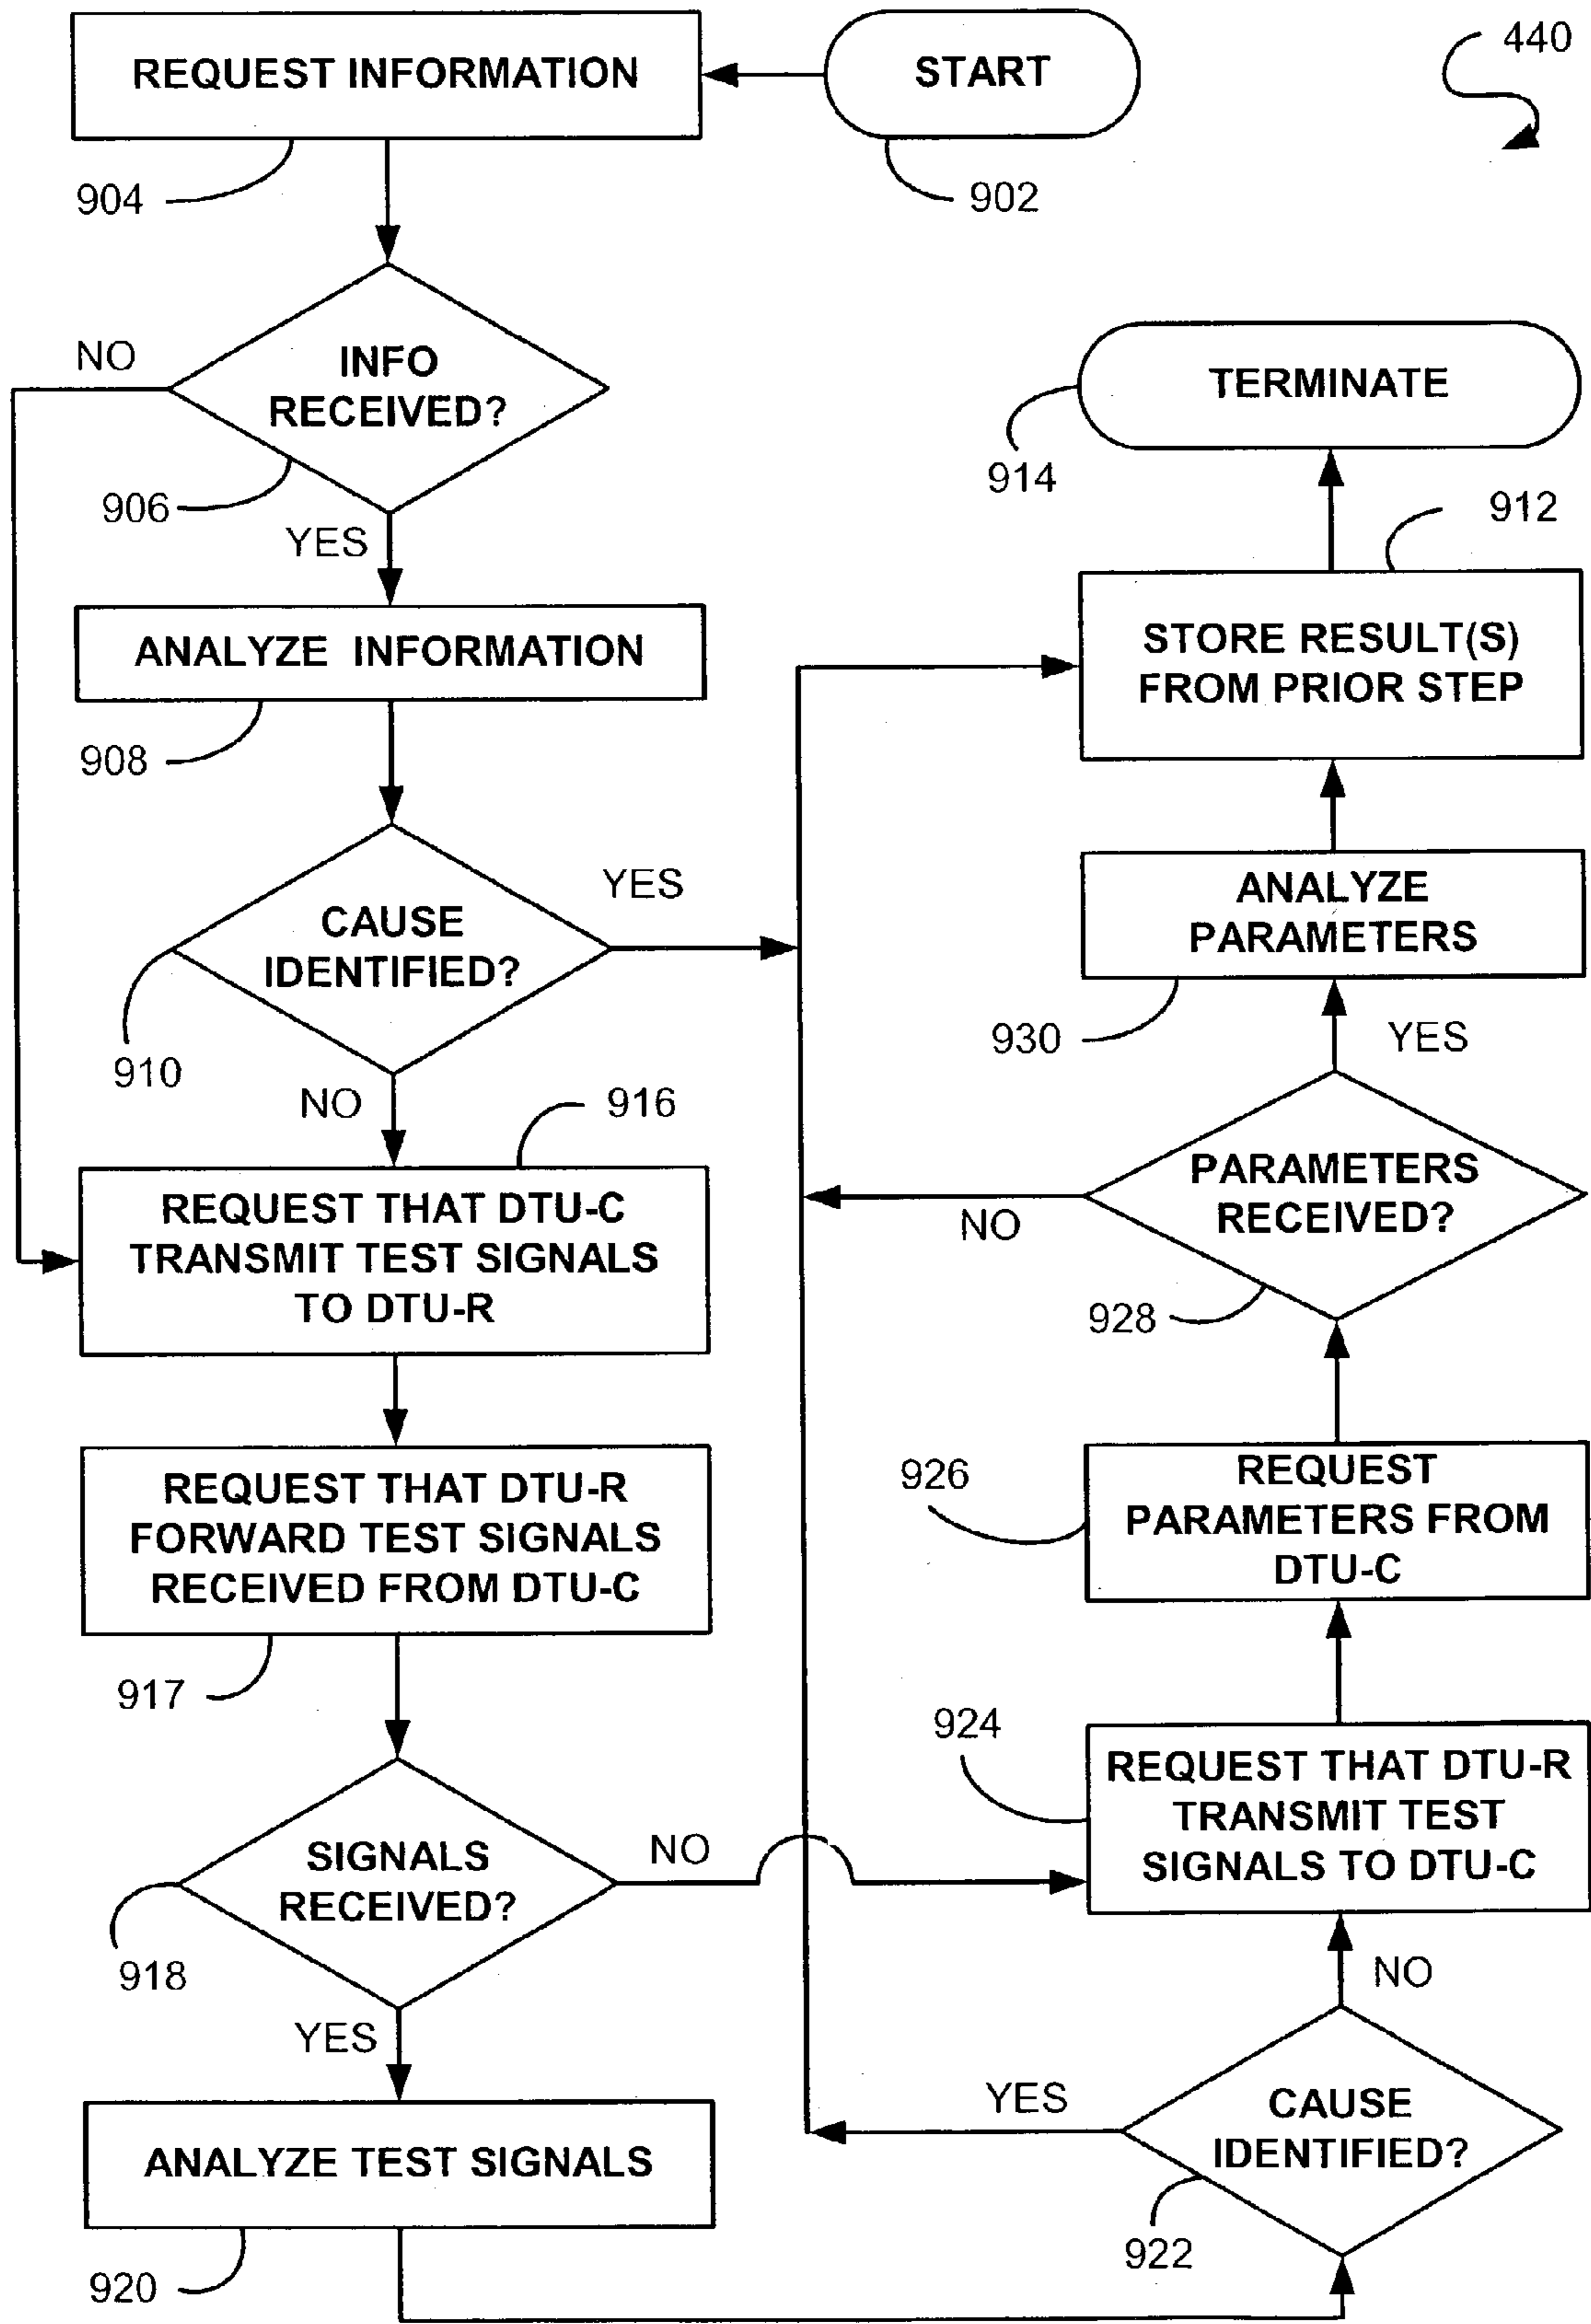 REQUEST INFORMATION
START
440
904
902
NO
INFO
RECEIVED?
906
YES
TERMINATE
914
912
ANALYZE INFORMATION
908
STORE RESULT(S)
FROM PRIOR STEP
CAUSE
IDENTIFIED?
YES
910
NO
ANALYZE
PARAMETERS
930
YES
916
REQUEST THAT DTU-C
TRANSMIT TEST SIGNALS
TO DTU-R
PARAMETERS
RECEIVED?
NO
928
REQUEST THAT DTU-R
FORWARD TEST SIGNALS
RECEIVED FROM DTU-C
917
926
REQUEST
PARAMETERS FROM
DTU-C
924
REQUEST THAT DTU-R
TRANSMIT TEST
SIGNALS TO DTU-C
SIGNALS
RECEIVED?
NO
918
YES
NO
YES
CAUSE
IDENTIFIED?
922
ANALYZE TEST SIGNALS
920